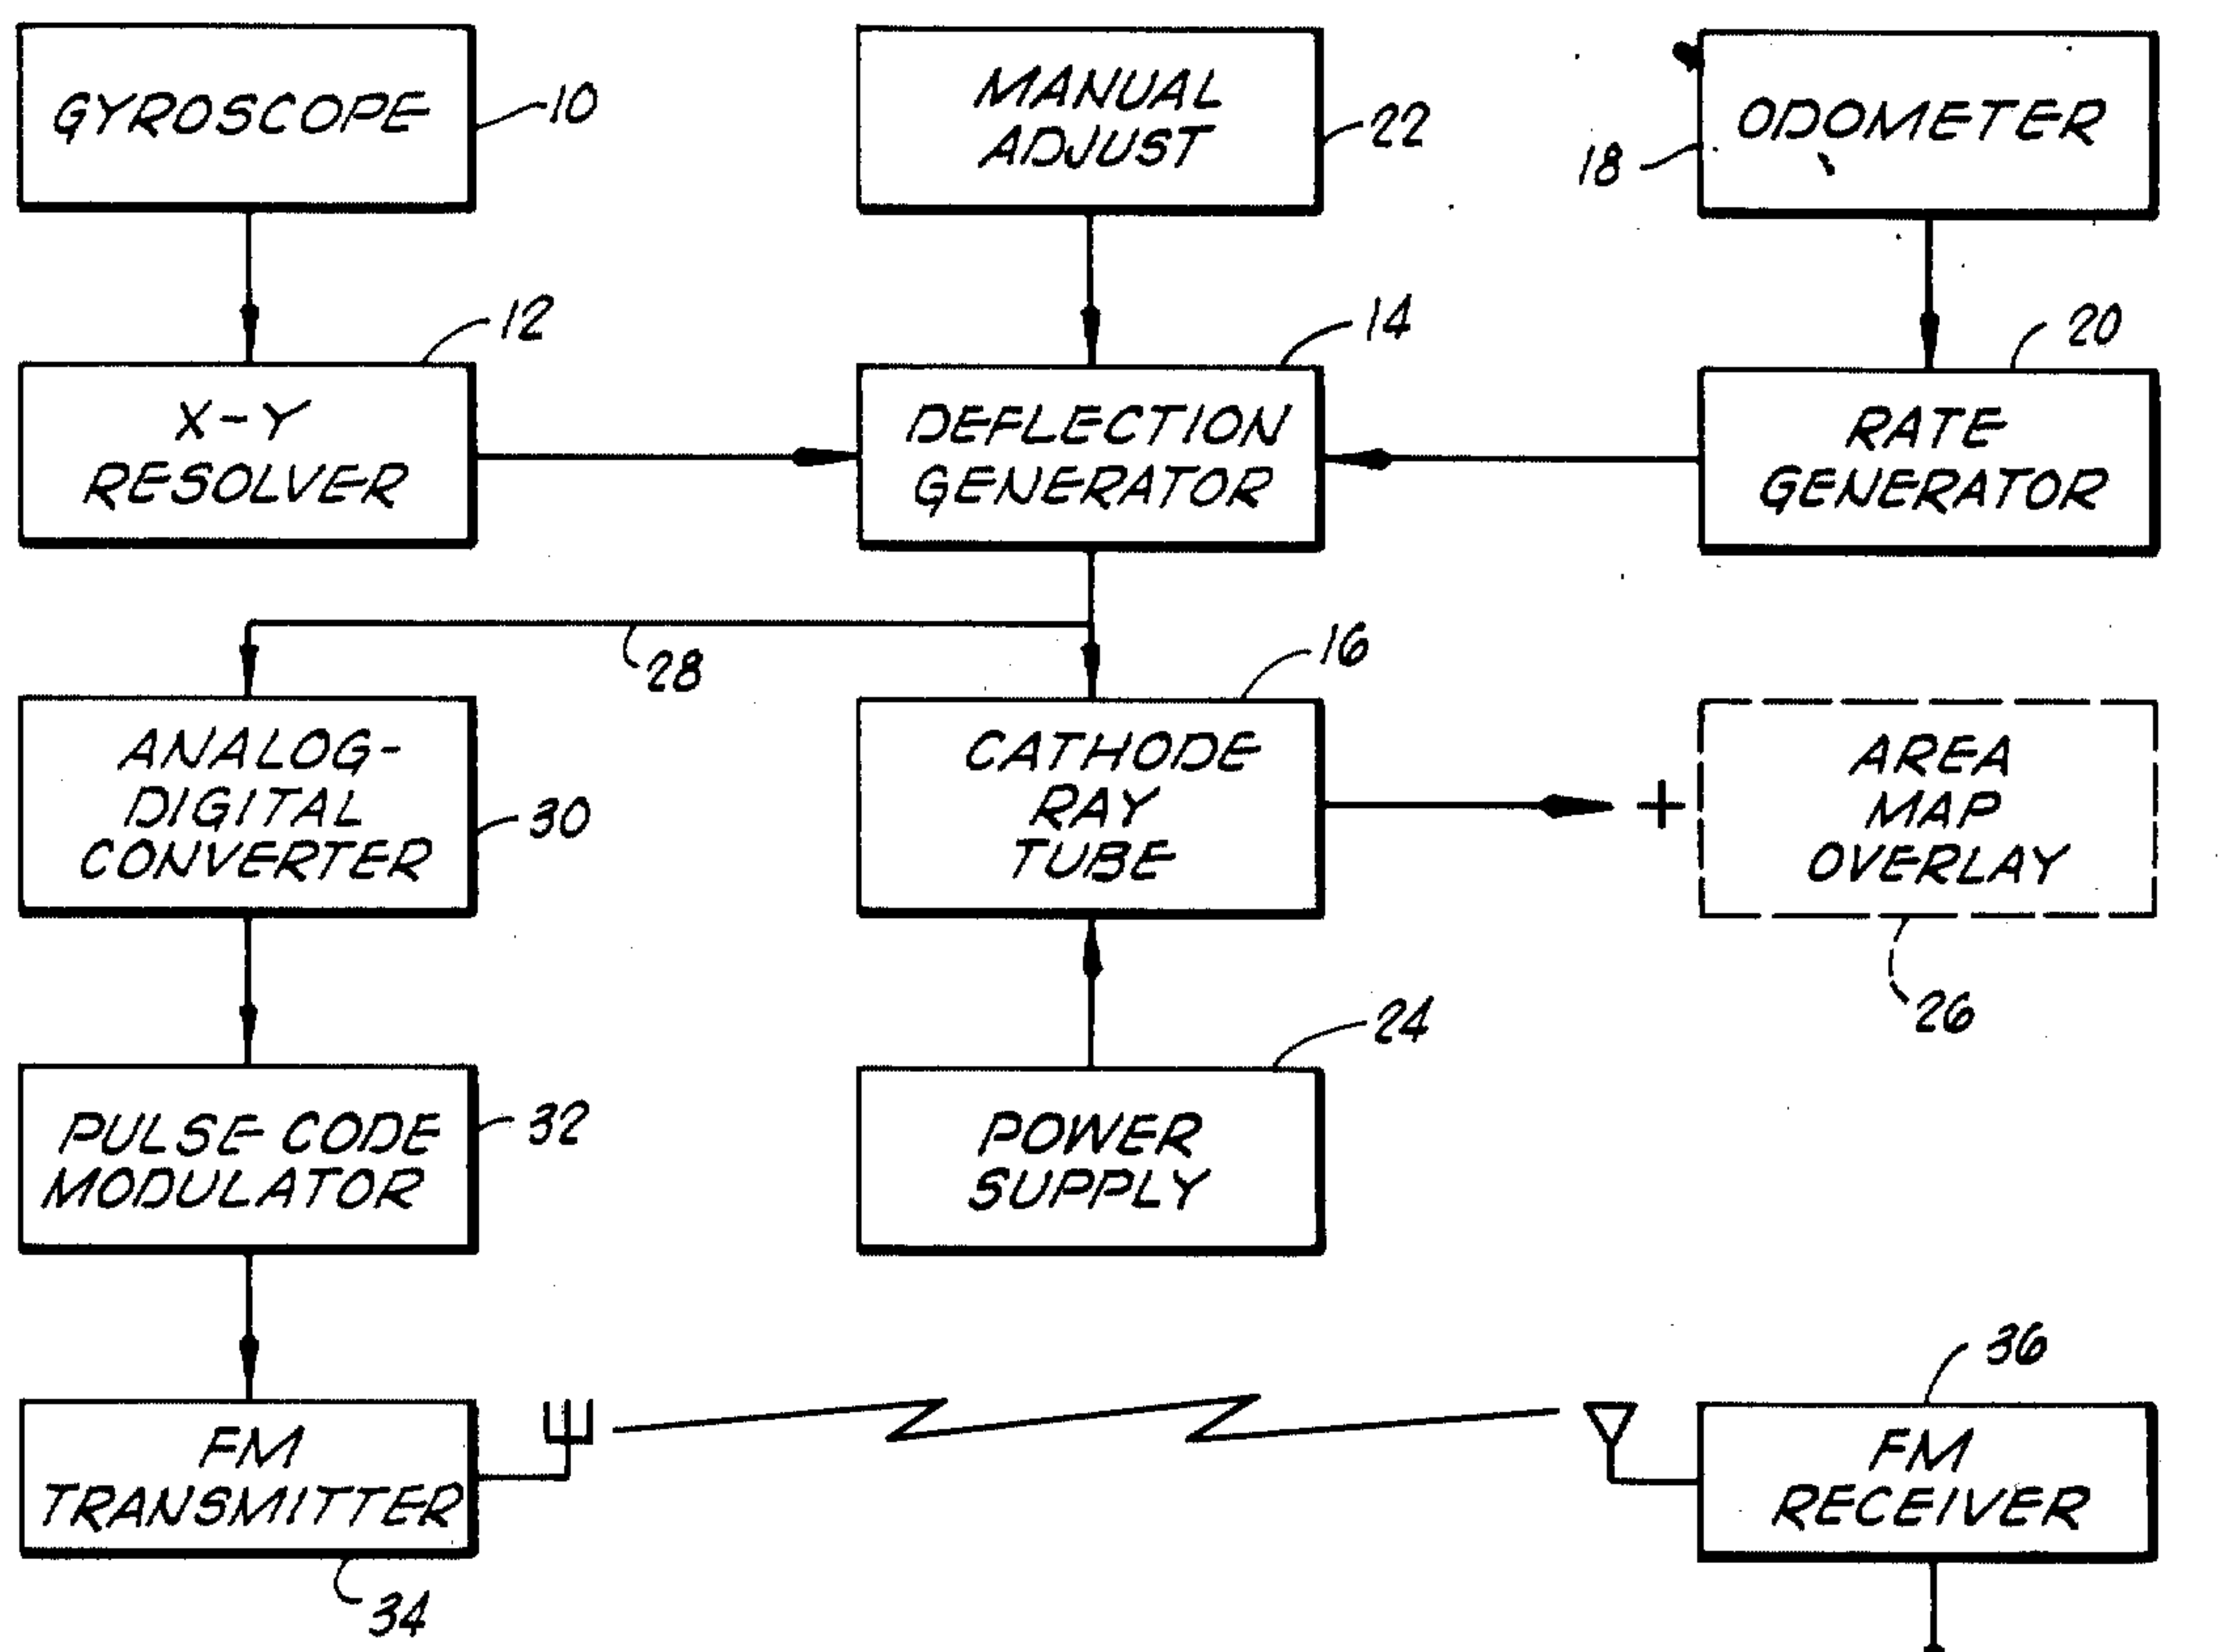 GYROSCOPE
10
MANUAL
ADJUST
22
ODOMETER
18
X-Y
RESOLVER
12
DEFLECTION
GENERATOR
14
RATE
GENERATOR
20
28
ANALOG-
DIGITAL
CONVERTER
30
CATHODE
RAY
TUBE
16
+
AREA
MAP
OVERLAY
26
PULSE CODE
MODULATOR
32
POWER
SUPPLY
24
FM
TRANSMITTER
34
FM
RECEIVER
36